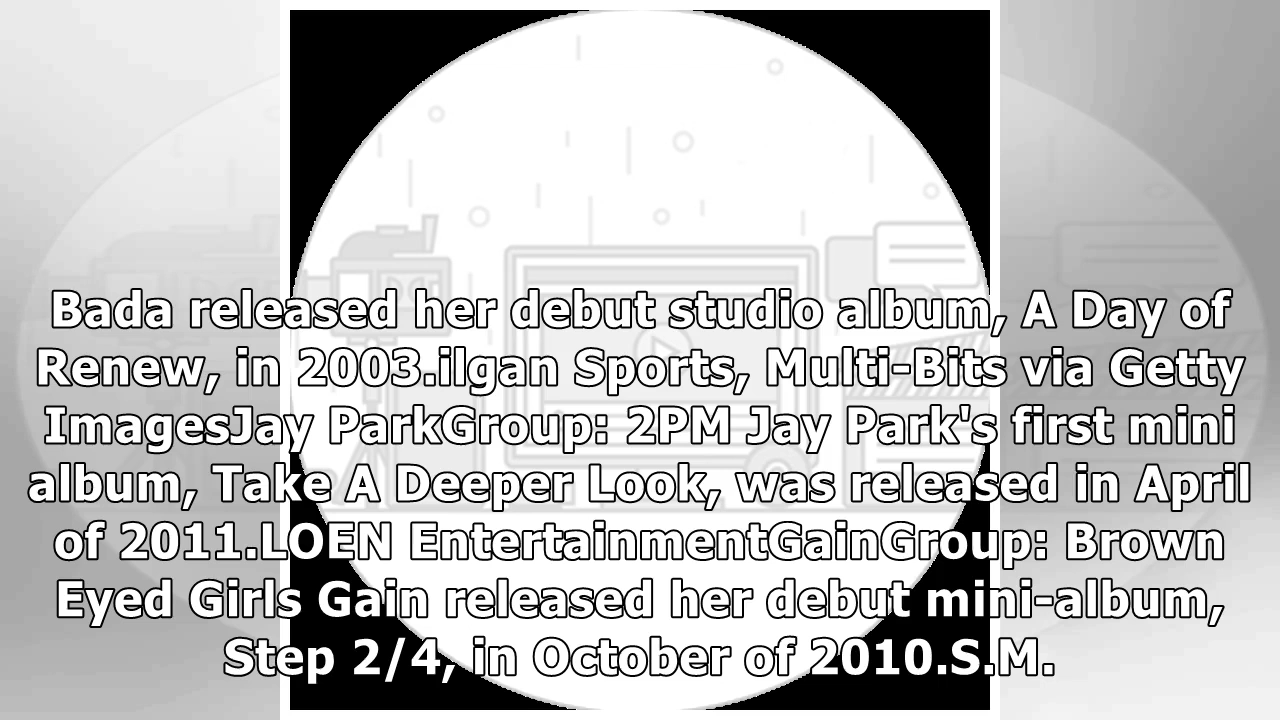 Bada released her debut studio album, A Day of
Renew, in 2003.ilgan Sports, Multi-Bits via Getty
ImagesJay ParkGroup: 2PM Jay Park's first mini
album, Take A Deeper Look, was released in April
of 2011.LOEN EntertainmentGainGroup: Brown
Eyed Girls Gain released her debut mini-album,
Step 2/4, in October of 2010.S.M.